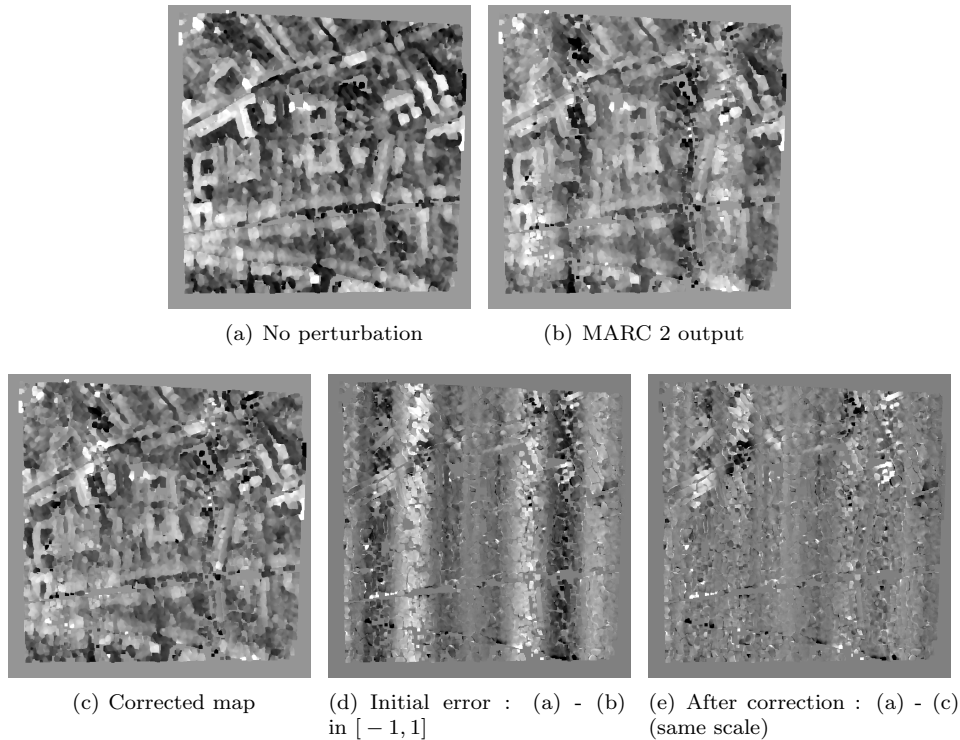 (a) No perturbation
(b) MARC 2 output
(c) Corrected map
(d) Initial error : (a) - (b)
in [ − 1, 1]
(e) After correction : (a) - (c)
(same scale)